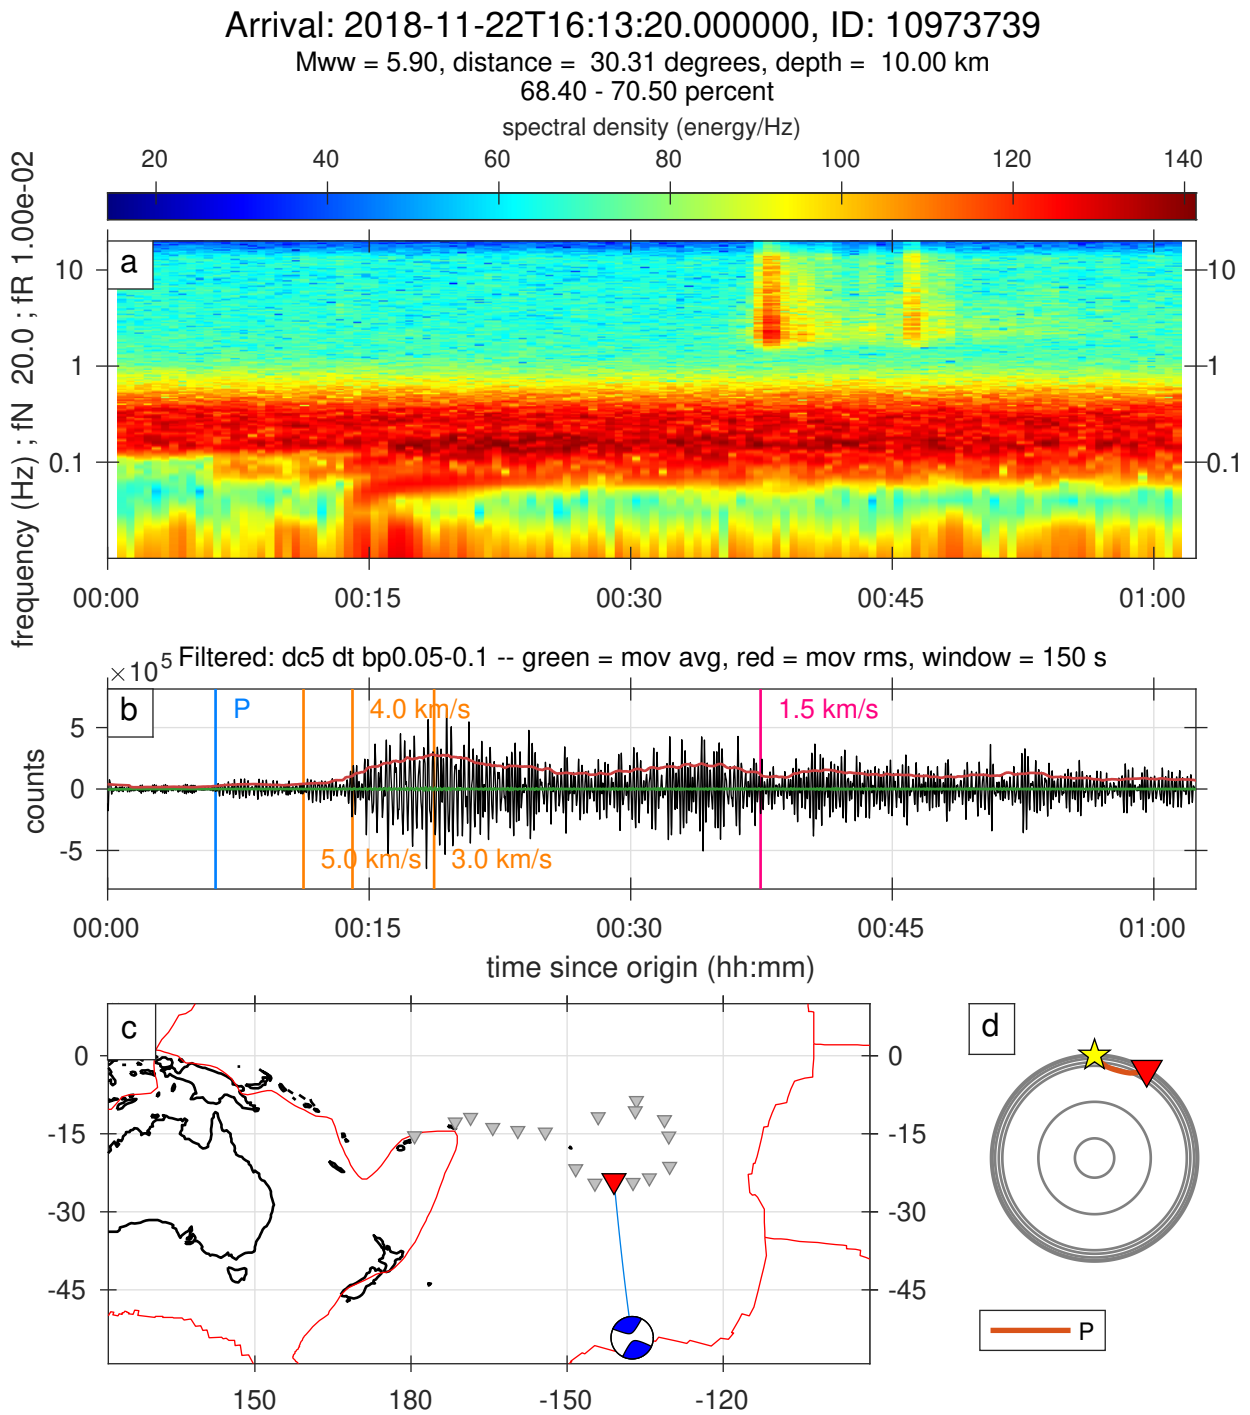 Arrival: 2018-11-22T16:13:20.000000, ID: 10973739
Mww = 5.90, distance = 30.31 degrees, depth = 10.00 km
68.40 - 70.50 percent
spectral density (energy/Hz)
20 40 60 80 100 120 140
frequency (Hz) ; fN 20.0 ; fR 1.00e-02
a
10 10
1 1
0.1 0.1
00:00 00:15 00:30 00:45 01:00
×10^5 Filtered: dc5 dt bp0.05-0.1 -- green = mov avg, red = mov rms, window = 150 s
b
P 4.0 km/s 1.5 km/s
5
0
-5
counts
5.0 km/s 3.0 km/s
00:00 00:15 00:30 00:45 01:00
time since origin (hh:mm)
c
d
0 0
-15 -15
-30 -30
-45 -45
150 180 -150 -120
P